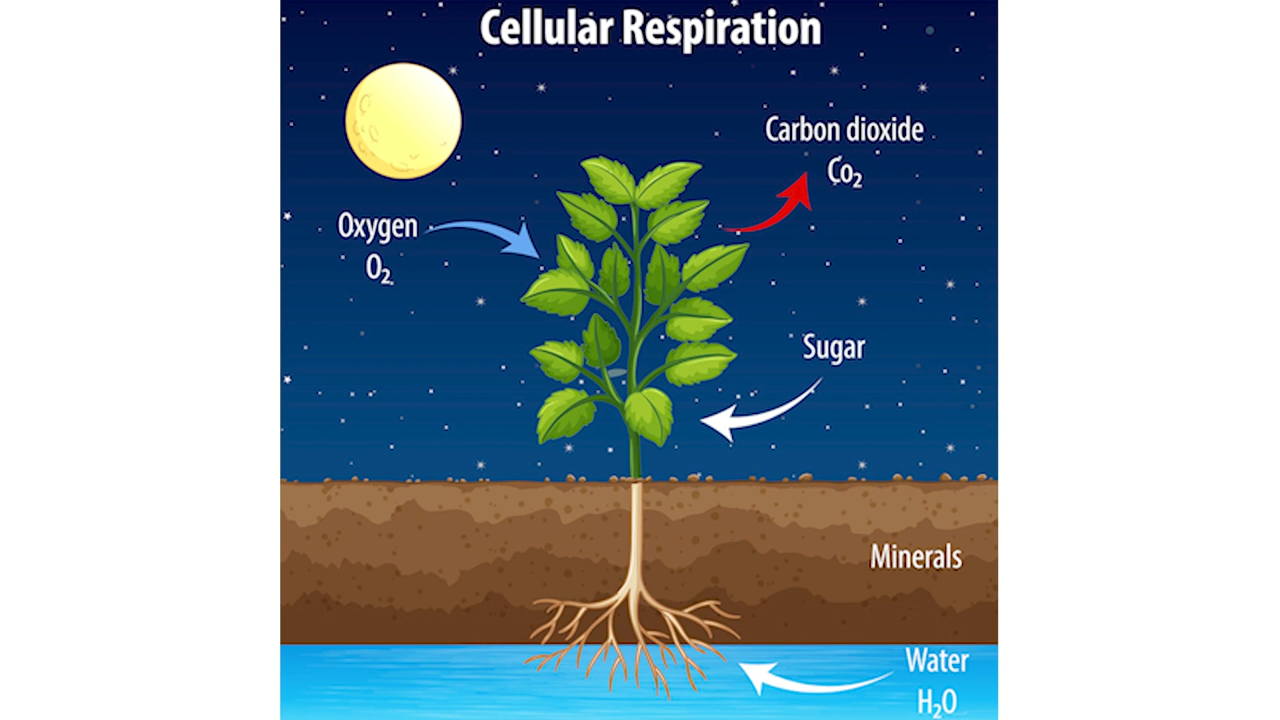 Cellular Respiration
Carbon dioxide
Co₂
Oxygen
O₂
Sugar
Minerals
Water
H₂O